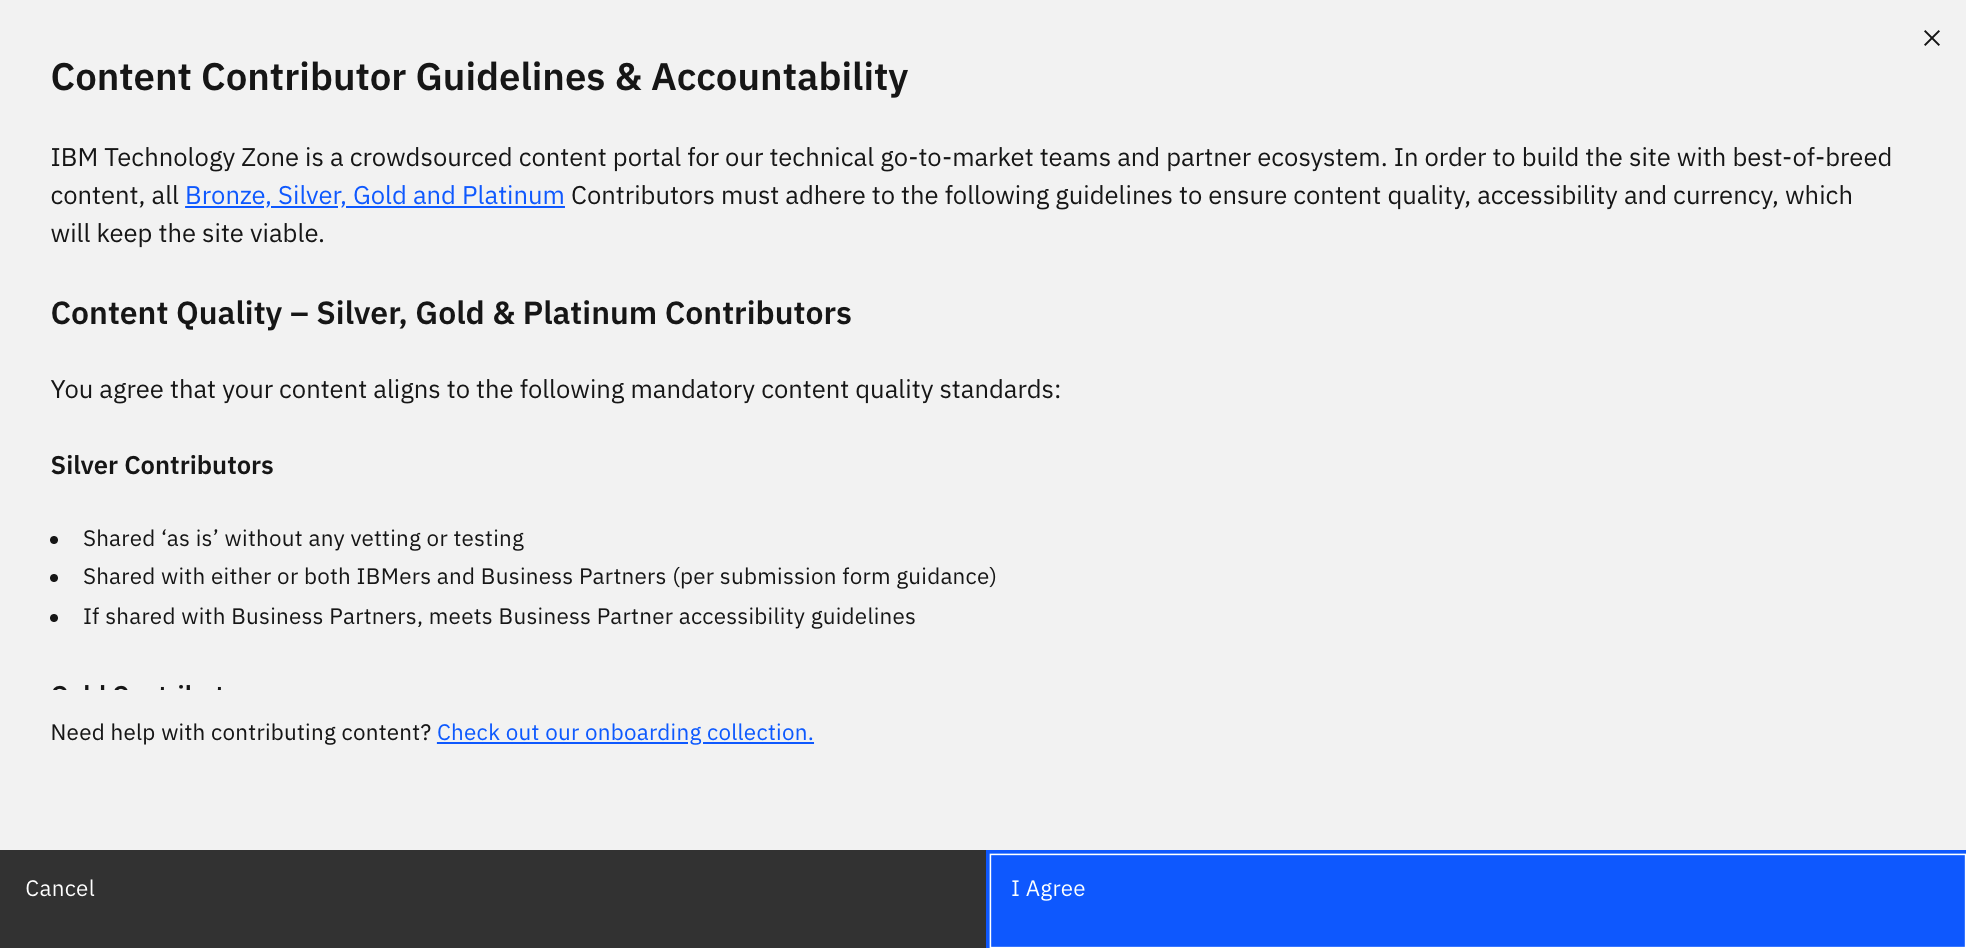 Content Contributor Guidelines & Accountability
IBM Technology Zone is a crowdsourced content portal for our technical go-to-market teams and partner ecosystem. In order to build the site with best-of-breed
content, all Bronze, Silver, Gold and Platinum Contributors must adhere to the following guidelines to ensure content quality, accessibility and currency, which
will keep the site viable.
Content Quality – Silver, Gold & Platinum Contributors
You agree that your content aligns to the following mandatory content quality standards:
Silver Contributors
• Shared ‘as is’ without any vetting or testing
• Shared with either or both IBMers and Business Partners (per submission form guidance)
• If shared with Business Partners, meets Business Partner accessibility guidelines
Need help with contributing content? Check out our onboarding collection.
Cancel
I Agree